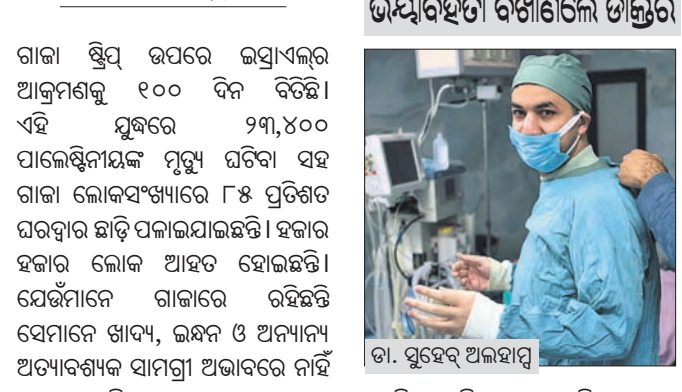 ଭୟାବହତା ବଖାଣିଲେ ଡାକ୍ତର
ଗାଜା ଷ୍ଟ୍ରିପ୍ ଉପରେ ଇସ୍ରାଏଲ୍‌ର
ଆକ୍ରମଣକୁ ୧୦୦ ଦିନ ବିତିଛି।
ଏହି ଯୁଦ୍ଧରେ ୨୩,୪୦୦
ପାଲେଷ୍ଟିନୀୟଙ୍କ ମୃତ୍ୟୁ ଘଟିବା ସହ
ଗାଜା ଲୋକସଂଖ୍ୟାରେ ୮୫ ପ୍ରତିଶତ
ଘରଦ୍ୱାର ଛାଡ଼ି ପଳାଇଯାଇଛନ୍ତି। ହଜାର
ହଜାର ଲୋକ ଆହତ ହୋଇଛନ୍ତି।
ଯେଉଁମାନେ ଗାଜାରେ ରହିଛନ୍ତି
ସେମାନେ ଖାଦ୍ୟ, ଇନ୍ଧନ ଓ ଅନ୍ୟାନ୍ୟ
ଅତ୍ୟାବଶ୍ୟକ ସାମଗ୍ରୀ ଅଭାବରେ ନାହିଁ
ଡା. ସୁହେବ୍ ଅଲହାମ୍ସ